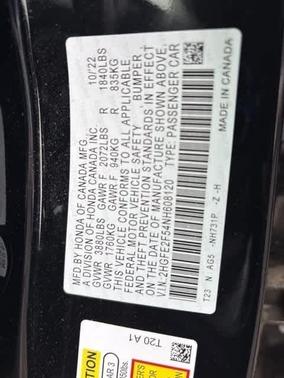 MFD BY HONDA OF CANADA MFG.
A DIVISION OF HONDA CANADA INC. 10/22
GVWR 3880LBS GAWR F 2072LBS R 1840LBS
GVWR 1760KG GAWR F 940KG R 835KG
THIS VEHICLE CONFORMS TO ALL APPLICABLE
FEDERAL MOTOR VEHICLE SAFETY, BUMPER,
AND THEFT PREVENTION STANDARDS IN EFFECT
ON THE DATE OF MANUFACTURE SHOWN ABOVE.
VIN: 2HGFE2F54NH608120 TYPE: PASSENGER CAR
T23 N AG5 -NH731P -Z -H
MADE IN CANADA
T20 A1